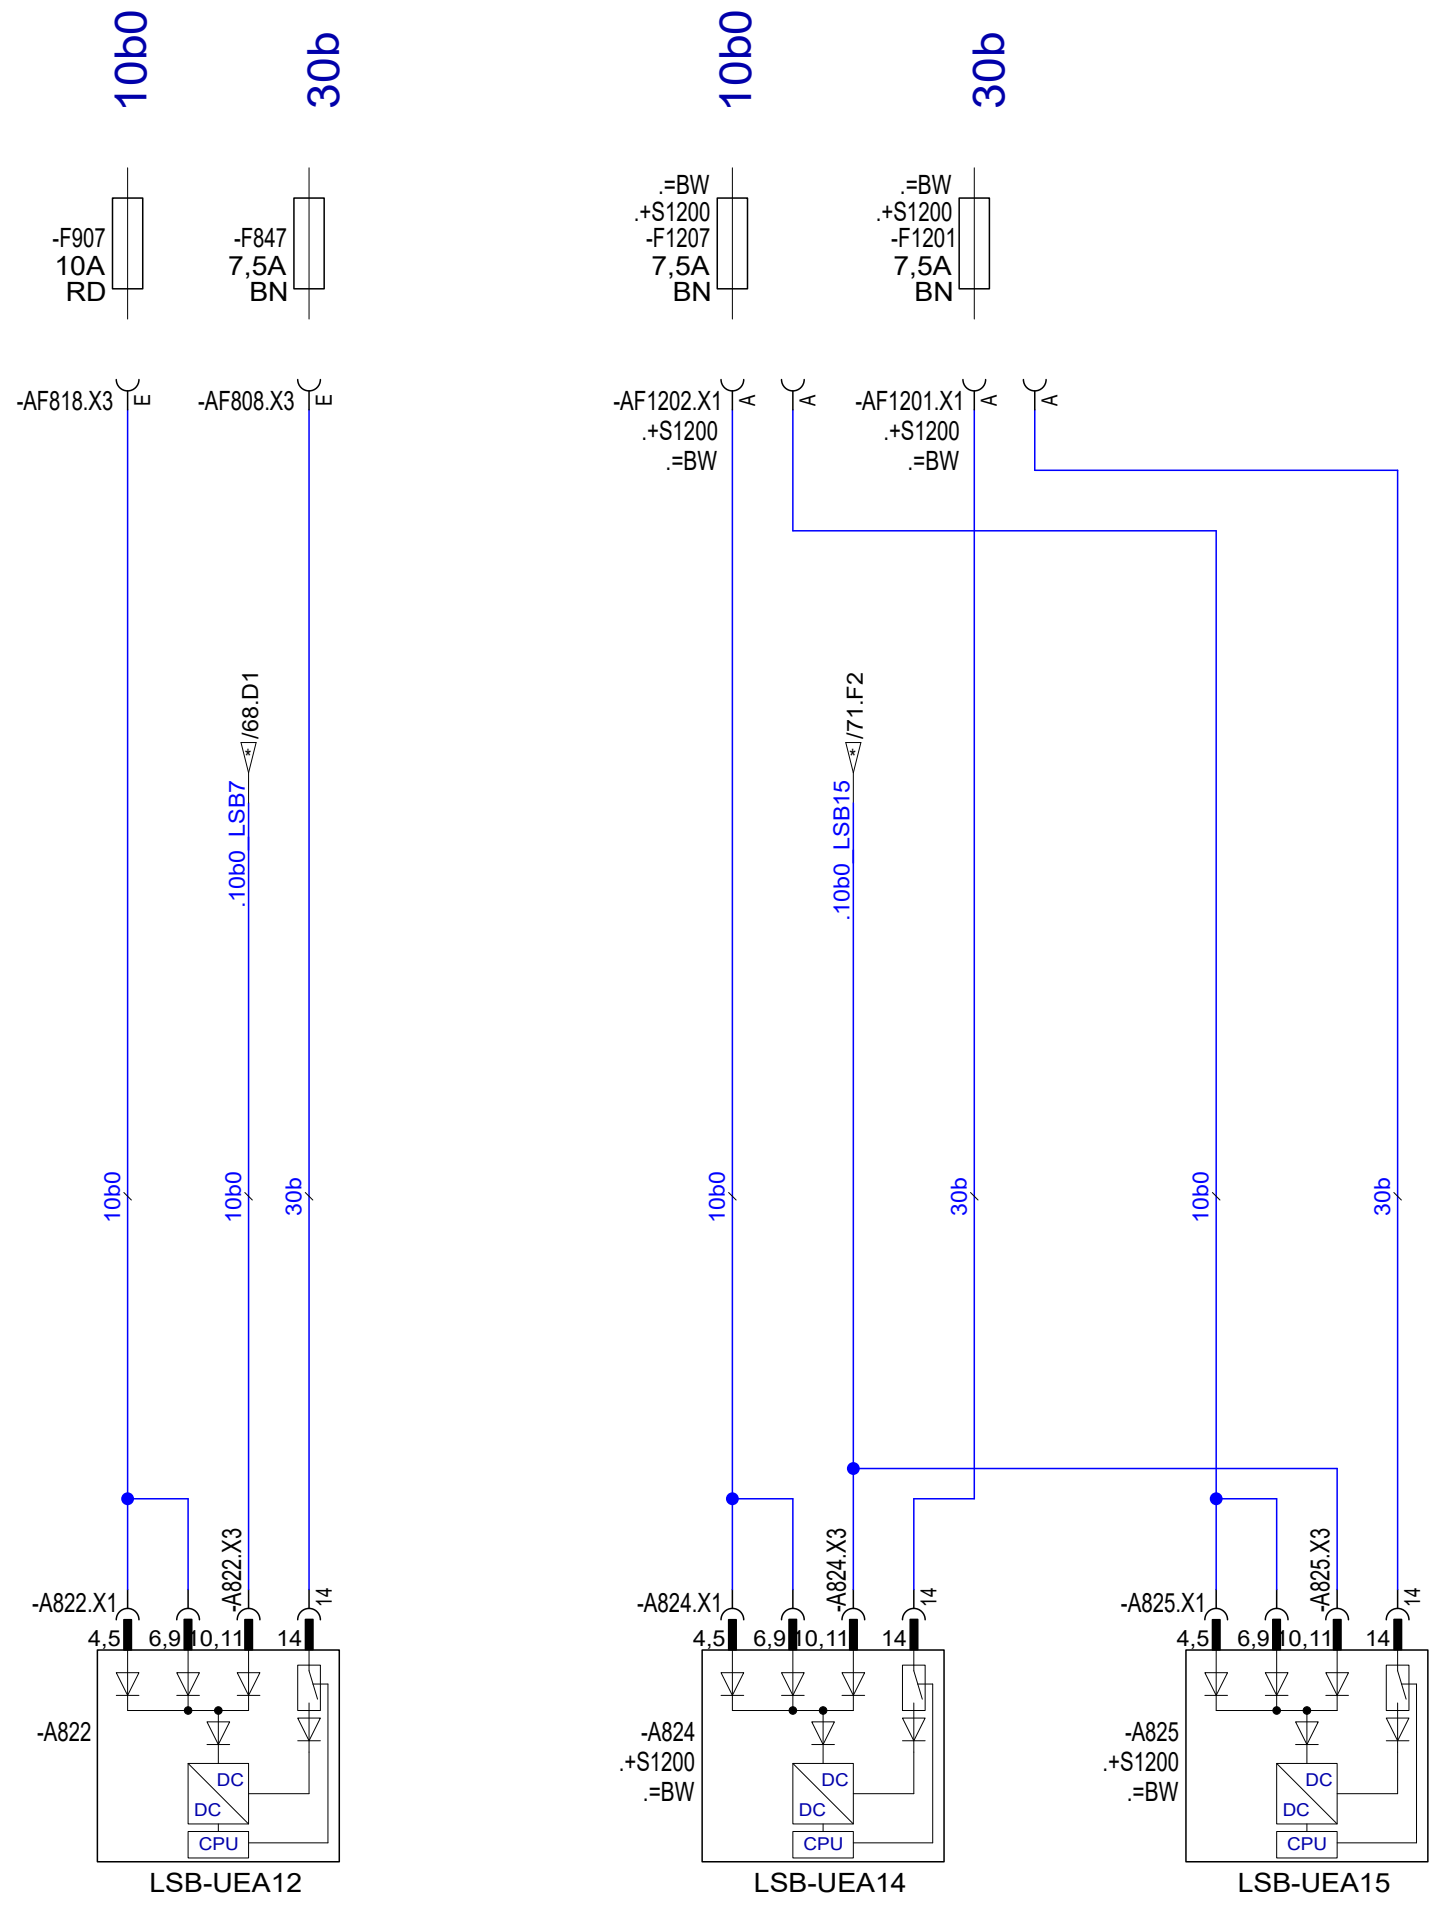 10b0
30b
10b0
30b
-F907
10A
RD
-F847
7,5A
BN
.=BW
.+S1200
-F1207
7,5A
BN
.=BW
.+S1200
-F1201
7,5A
BN
-AF818.X3
E
-AF808.X3
E
-AF1202.X1
.+S1200
.=BW
A
A
-AF1201.X1
.+S1200
.=BW
A
A
/68.D1
*
.10b0_LSB7
/71.F2
*
.10b0_LSB15
10b0
10b0
30b
10b0
30b
10b0
30b
-A822.X1
-A822.X3
14
4,5
6,9
10,11
14
-A822
DC
DC
CPU
LSB-UEA12
-A824.X1
-A824.X3
14
4,5
6,9
10,11
14
-A824
.+S1200
.=BW
DC
DC
CPU
LSB-UEA14
-A825.X1
-A825.X3
14
4,5
6,9
10,11
14
-A825
.+S1200
.=BW
DC
DC
CPU
LSB-UEA15